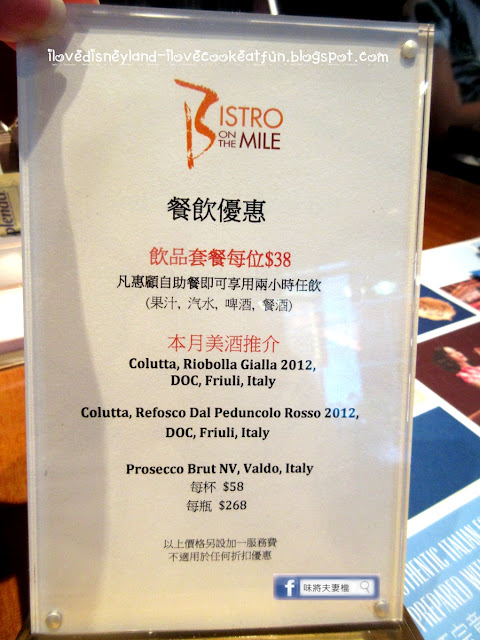 ilovedisneyland-ilovecookeatfun.blogspot.com
BISTRO
ON THE MILE
餐飲優惠
飲品套餐每位$38
凡惠顧自助餐即可享用兩小時任飲
(果汁, 汽水, 啤酒, 餐酒)
本月美酒推介
Colutta, Riobolla Gialla 2012,
DOC, Friuli, Italy
Colutta, Refosco Dal Peduncolo Rosso 2012,
DOC, Friuli, Italy
Prosecco Brut NV, Valdo, Italy
每杯 $58
每瓶 $268
以上價格另設加一服務費
不適用於任何折扣優惠
f 味將夫妻檔
PREPARED